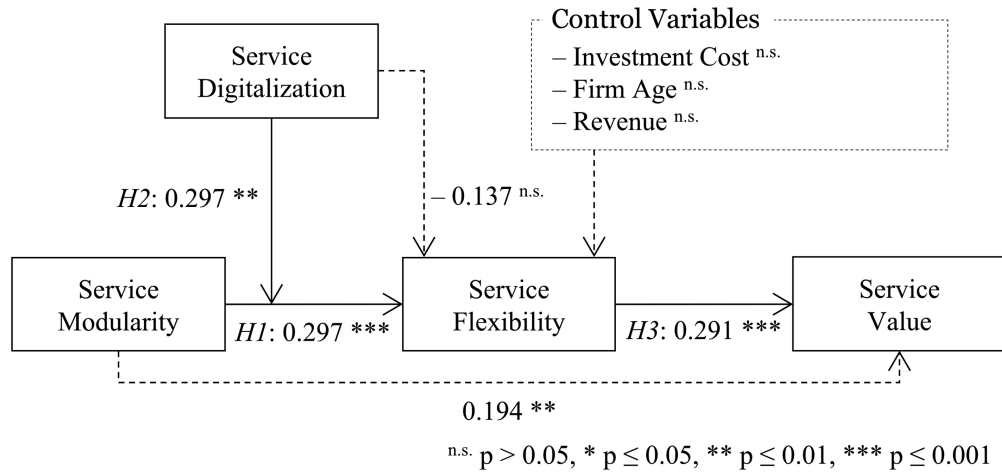 Control Variables
– Investment Cost n.s.
– Firm Age n.s.
– Revenue n.s.
Service
Digitalization
H2: 0.297 **
– 0.137 n.s.
Service
Modularity
H1: 0.297 ***
Service
Flexibility
H3: 0.291 ***
Service
Value
0.194 **
n.s. p > 0.05, * p ≤ 0.05, ** p ≤ 0.01, *** p ≤ 0.001